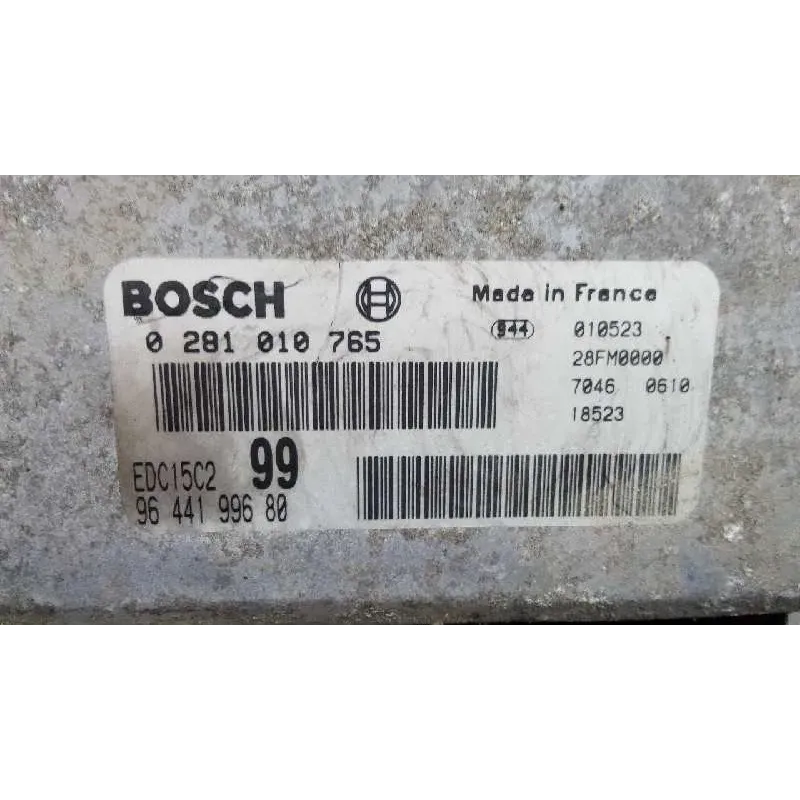 BOSCH
Made in France
0 281 010 765
944 010523
28FM0000
7046 0610
18523
EDC15C2 99
96 441 996 80